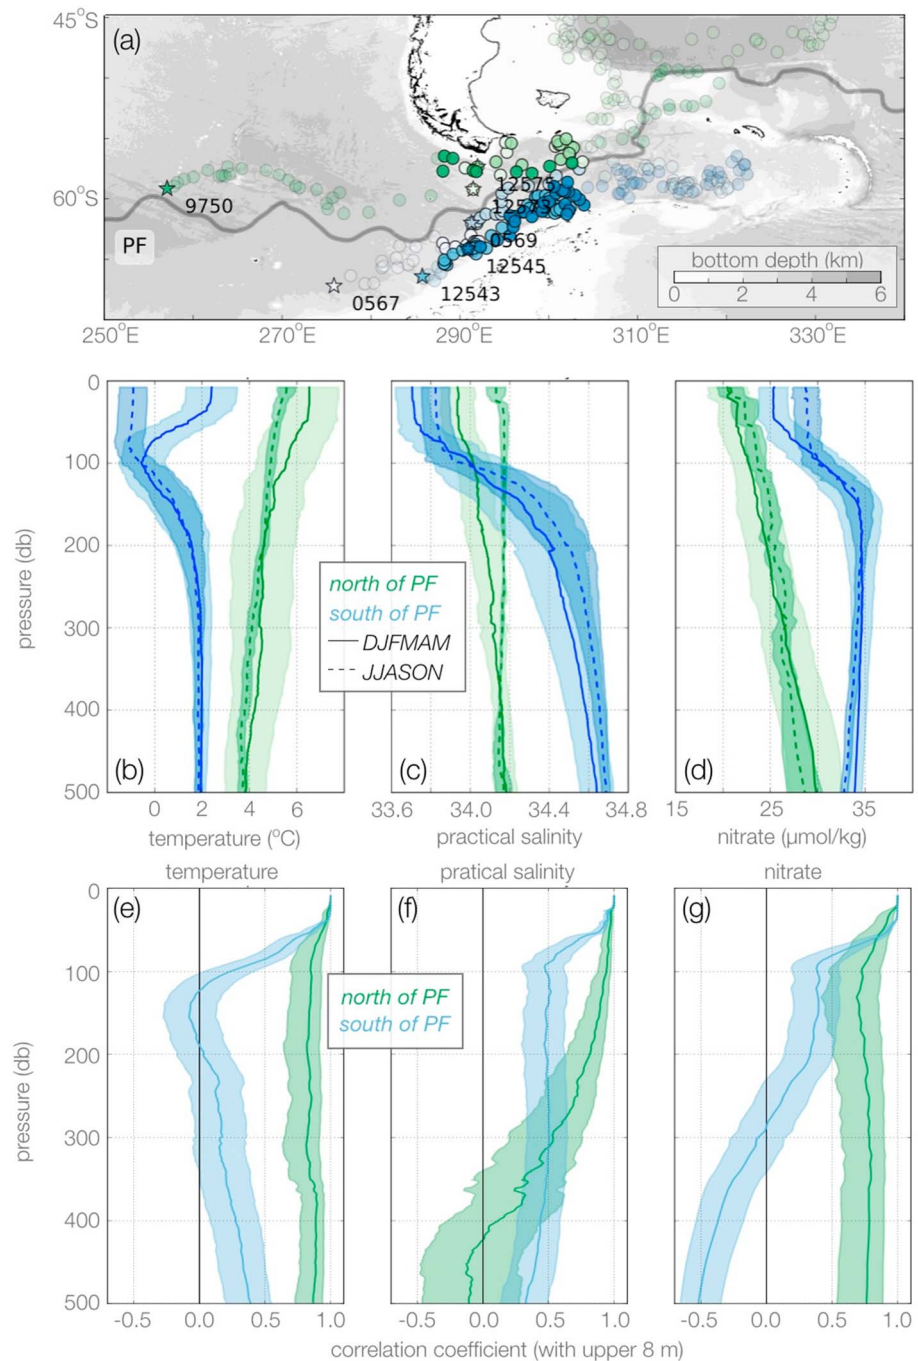 45°S
(a)
12575
9750
12573
60°S
0569
PF
12545
bottom depth (km)
12543
0567
0 2 4 6
250°E 270°E 290°E 310°E 330°E
0
100
200
300
400
500
pressure (db)
north of PF
south of PF
DJFMAM
JJASON
(b) (c) (d)
0 2 4 6
33.6 34.0 34.4 34.8
15 25 35
temperature (°C) practical salinity nitrate (μmol/kg)
temperature pratical salinity nitrate
0
(e) (f) (g)
100
200
300
400
500
pressure (db)
north of PF
south of PF
-0.5 0.0 0.5 -0.5 0.0 0.5 1.0 -0.5 0.0 0.5 1.0
correlation coefficient (with upper 8 m)